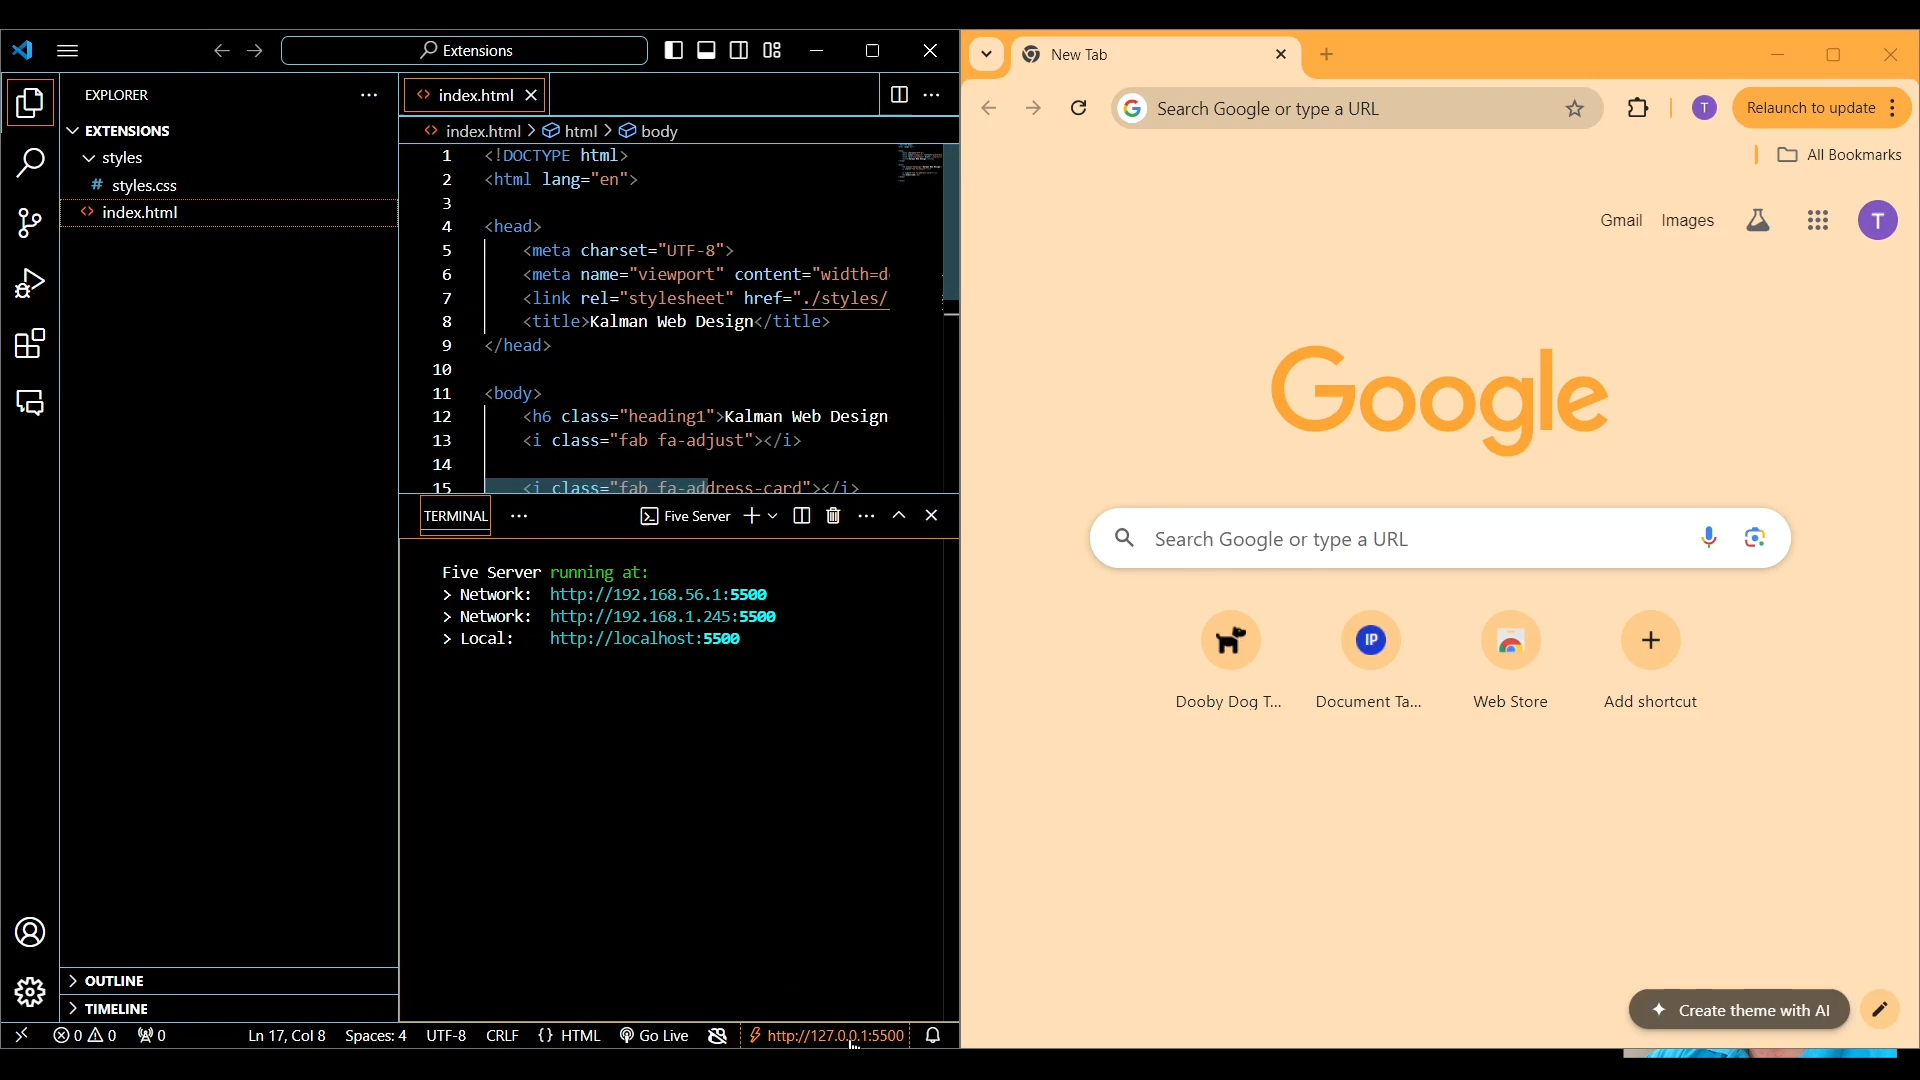 Extensions
EXPLORER
EXTENSIONS
styles
# styles.css
<> index.html
<> index.html
<> index.html > html > body
1 <!DOCTYPE html>
2 <html lang="en">
3
4 <head>
5 <meta charset="UTF-8">
6 <meta name="viewport" content="width=d
7 <link rel="stylesheet" href="./styles/
8 <title>Kalman Web Design</title>
9 </head>
10
11 <body>
12 <h6 class="heading1">Kalman Web Design
13 <i class="fab fa-adjust"></i>
14
15 <i class="fab fa-address-card"></i>
TERMINAL
Five Server
Five Server running at:
> Network: http://192.168.56.1:5500
> Network: http://192.168.1.245:5500
> Local: http://localhost:5500
OUTLINE
TIMELINE
0 0 0 Ln 17, Col 8 Spaces: 4 UTF-8 CRLF {} HTML Go Live http://127.0.0.1:5500
New Tab
G Search Google or type a URL
T
Relaunch to update
All Bookmarks
Gmail Images
T
Google
Search Google or type a URL
IP
Dooby Dog T... Document Ta... Web Store Add shortcut
Create theme with AI